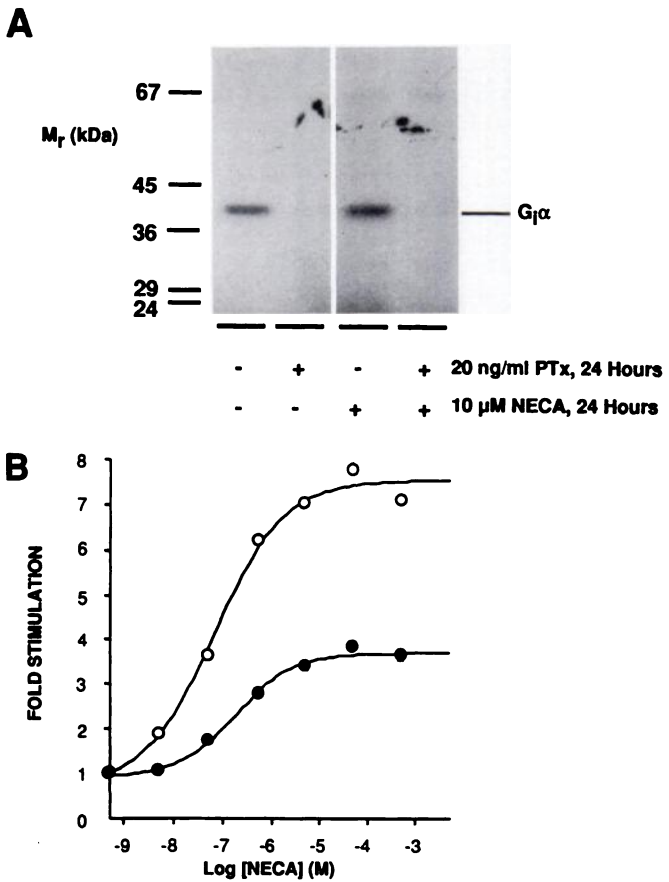 A
67
Mr (kDa)
45
36
29
24
Giα
- + - + 20 ng/ml PTx, 24 Hours
- - + + 10 µM NECA, 24 Hours
B
FOLD STIMULATION
8
7
6
5
4
3
2
1
0
-9 -8 -7 -6 -5 -4 -3
Log [NECA] (M)